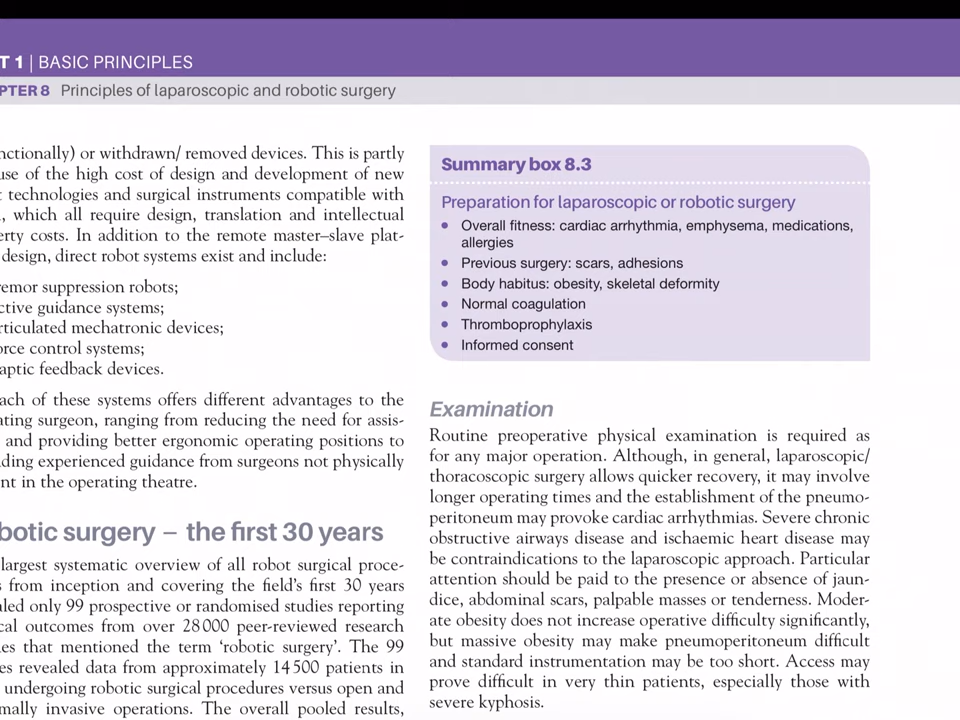 T 1 | BASIC PRINCIPLES
PTER 8 Principles of laparoscopic and robotic surgery
nctionally) or withdrawn/ removed devices. This is partly
use of the high cost of design and development of new
t technologies and surgical instruments compatible with
, which all require design, translation and intellectual
erty costs. In addition to the remote master–slave plat-
design, direct robot systems exist and include:
remor suppression robots;
ctive guidance systems;
rticulated mechatronic devices;
orce control systems;
aptic feedback devices.
ach of these systems offers different advantages to the
ating surgeon, ranging from reducing the need for assis-
and providing better ergonomic operating positions to
ding experienced guidance from surgeons not physically
nt in the operating theatre.
botic surgery – the first 30 years
largest systematic overview of all robot surgical proce-
s from inception and covering the field's first 30 years
aled only 99 prospective or randomised studies reporting
cal outcomes from over 28 000 peer-reviewed research
les that mentioned the term ‘robotic surgery’. The 99
es revealed data from approximately 14 500 patients in
undergoing robotic surgical procedures versus open and
mally invasive operations. The overall pooled results,
Summary box 8.3
Preparation for laparoscopic or robotic surgery
● Overall fitness: cardiac arrhythmia, emphysema, medications,
allergies
● Previous surgery: scars, adhesions
● Body habitus: obesity, skeletal deformity
● Normal coagulation
● Thromboprophylaxis
● Informed consent
Examination
Routine preoperative physical examination is required as
for any major operation. Although, in general, laparoscopic/
thoracoscopic surgery allows quicker recovery, it may involve
longer operating times and the establishment of the pneumo-
peritoneum may provoke cardiac arrhythmias. Severe chronic
obstructive airways disease and ischaemic heart disease may
be contraindications to the laparoscopic approach. Particular
attention should be paid to the presence or absence of jaun-
dice, abdominal scars, palpable masses or tenderness. Moder-
ate obesity does not increase operative difficulty significantly,
but massive obesity may make pneumoperitoneum difficult
and standard instrumentation may be too short. Access may
prove difficult in very thin patients, especially those with
severe kyphosis.